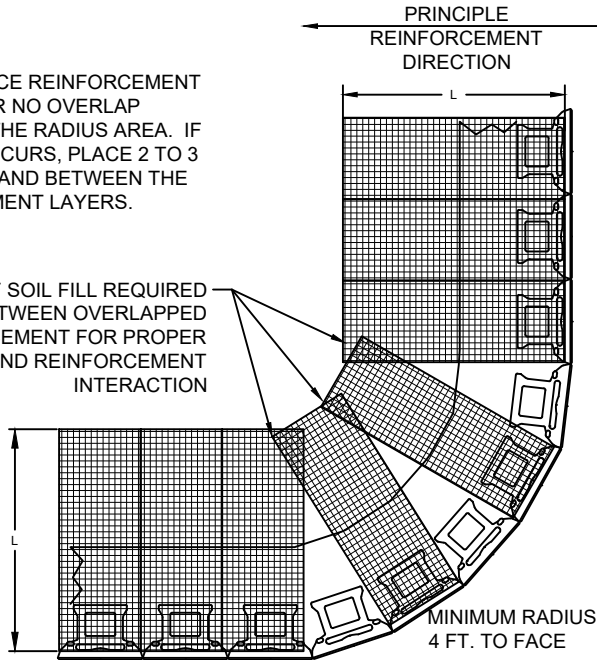 PRINCIPLE
REINFORCEMENT
DIRECTION
L
CE REINFORCEMENT
R NO OVERLAP
THE RADIUS AREA. IF
CURS, PLACE 2 TO 3
AND BETWEEN THE
MENT LAYERS.
SOIL FILL REQUIRED
TWEEN OVERLAPPED
EMENT FOR PROPER
ND REINFORCEMENT
INTERACTION
L
MINIMUM RADIUS
4 FT. TO FACE